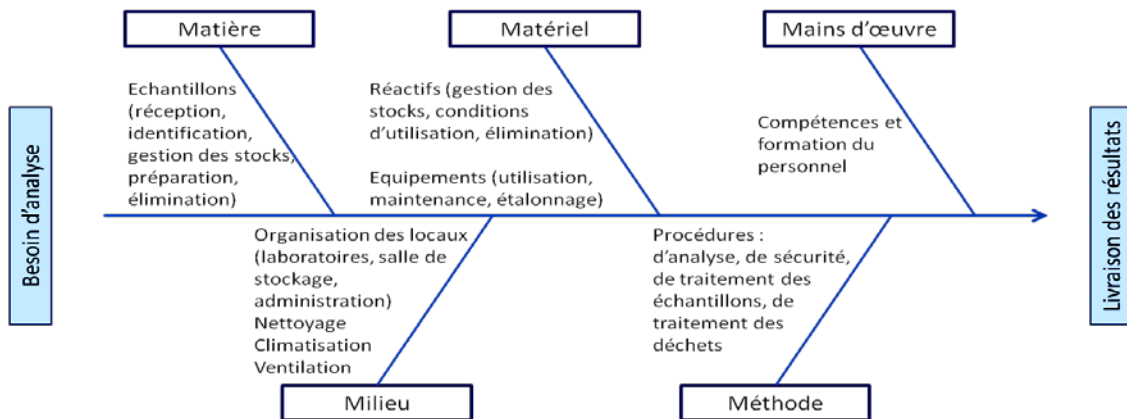 Besoin d'analyse
Matière
Echantillons
(réception,
identification,
gestion des stocks,
préparation,
élimination)
Matériel
Réactifs (gestion des
stocks, conditions
d'utilisation, élimination)
Equipements (utilisation,
maintenance, étalonnage)
Mains d'œuvre
Compétences et
formation du
personnel
Organisation des locaux
(laboratoires, salle de
stockage,
administration)
Nettoyage
Climatisation
Ventilation
Milieu
Procédures :
d'analyse, de sécurité,
de traitement des
échantillons, de
traitement des
déchets
Méthode
Livraison des résultats